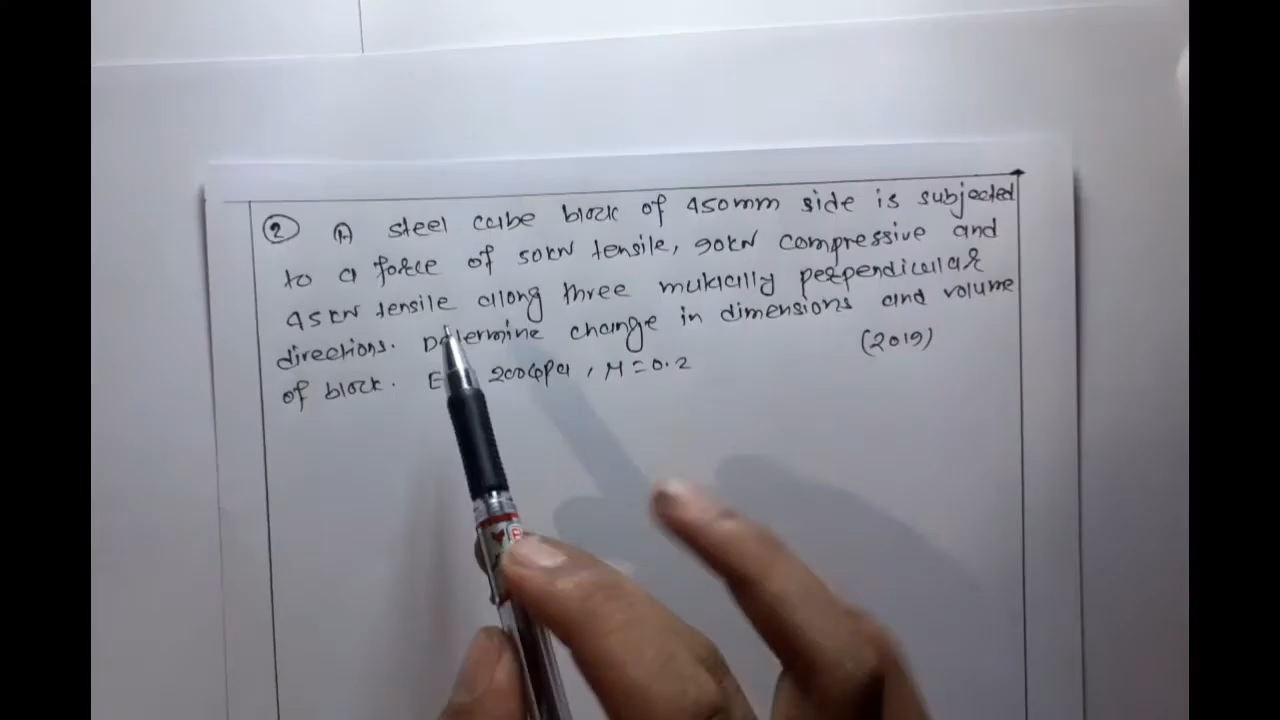 ② A steel cube block of 450mm side is subjected
to a force of 50kN tensile, 90kN compressive and
45kN tensile along three mutually perpendicular
directions. Determine change in dimensions and volume
of block. E 200Gpa, μ = 0.2 (2019)